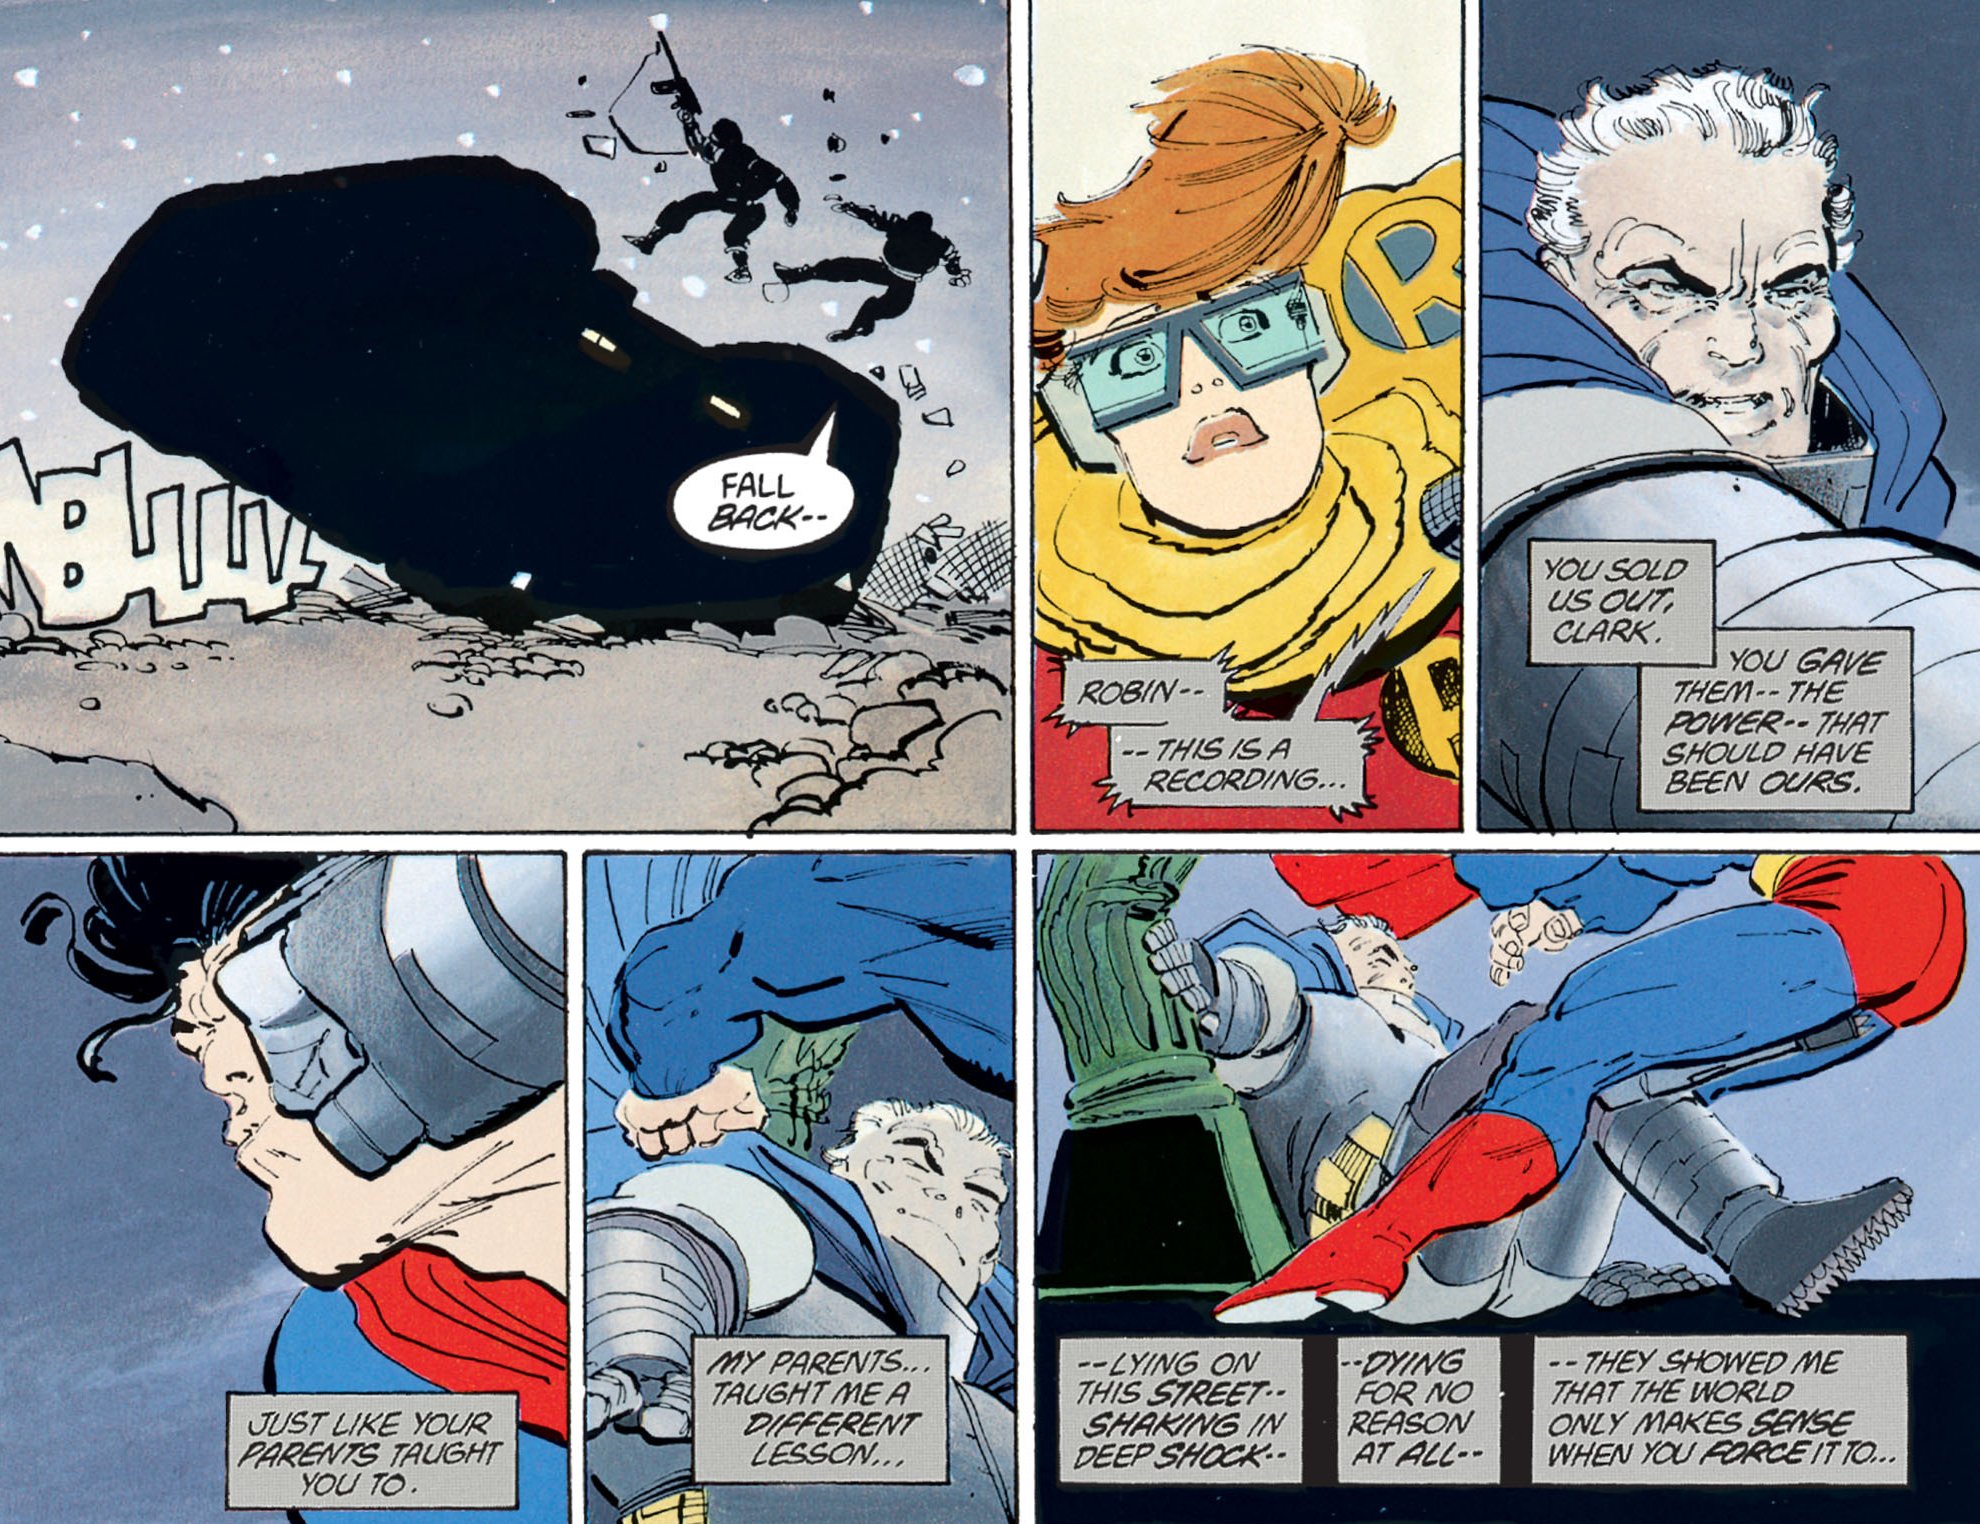 FALL
BACK--
R
ROBIN--
--THIS IS A
RECORDING...
YOU SOLD
US OUT,
CLARK.
YOU GAVE
THEM--THE
POWER--THAT
SHOULD HAVE
BEEN OURS.
JUST LIKE YOUR
PARENTS TAUGHT
YOU TO.
MY PARENTS...
TAUGHT ME A
DIFFERENT
LESSON...
--LYING ON
THIS STREET--
SHAKING IN
DEEP SHOCK--
--DYING
FOR NO
REASON
AT ALL--
--THEY SHOWED ME
THAT THE WORLD
ONLY MAKES SENSE
WHEN YOU FORCE IT TO...